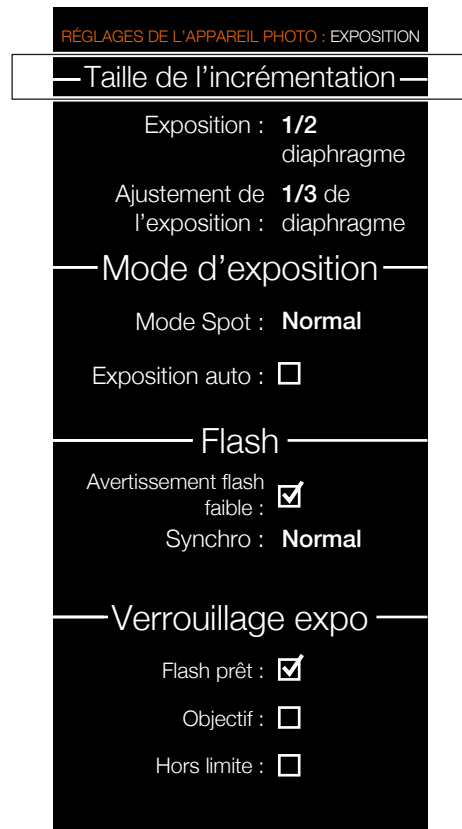 RÉGLAGES DE L'APPAREIL PHOTO : EXPOSITION
Taille de l'incrémentation
Exposition : 1/2
diaphragme
Ajustement de 1/3 de
l'exposition : diaphragme
Mode d'exposition
Mode Spot : Normal
Exposition auto :
Flash
Avertissement flash
faible :
Synchro : Normal
Verrouillage expo
Flash prêt :
Objectif :
Hors limite :